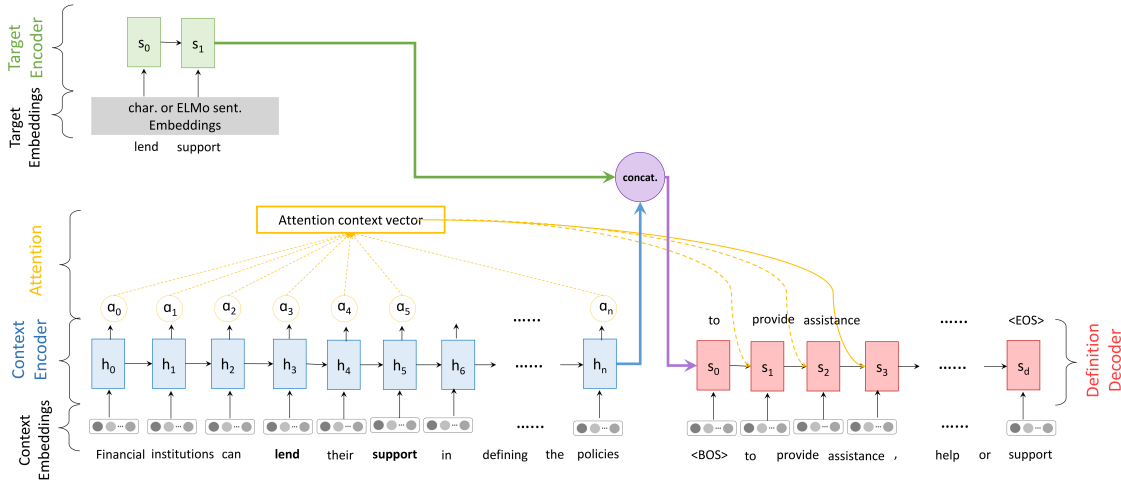 Target
Encoder
s0
s1
Target
Embeddings
char. or ELMo sent.
Embeddings
lend support
concat.
Attention
Attention context vector
α0 α1 α2 α3 α4 α5 αn
...... to provide assistance ...... <EOS>
Context
Encoder
h0 h1 h2 h3 h4 h5 h6 ...... hn
s0 s1 s2 s3 ...... sd
Definition
Decoder
Context
Embeddings
... ... ... ... ... ... ... ...... ... ... ... ... ... ...... ...
Financial institutions can lend their support in defining the policies
<BOS> to provide assistance , help or support